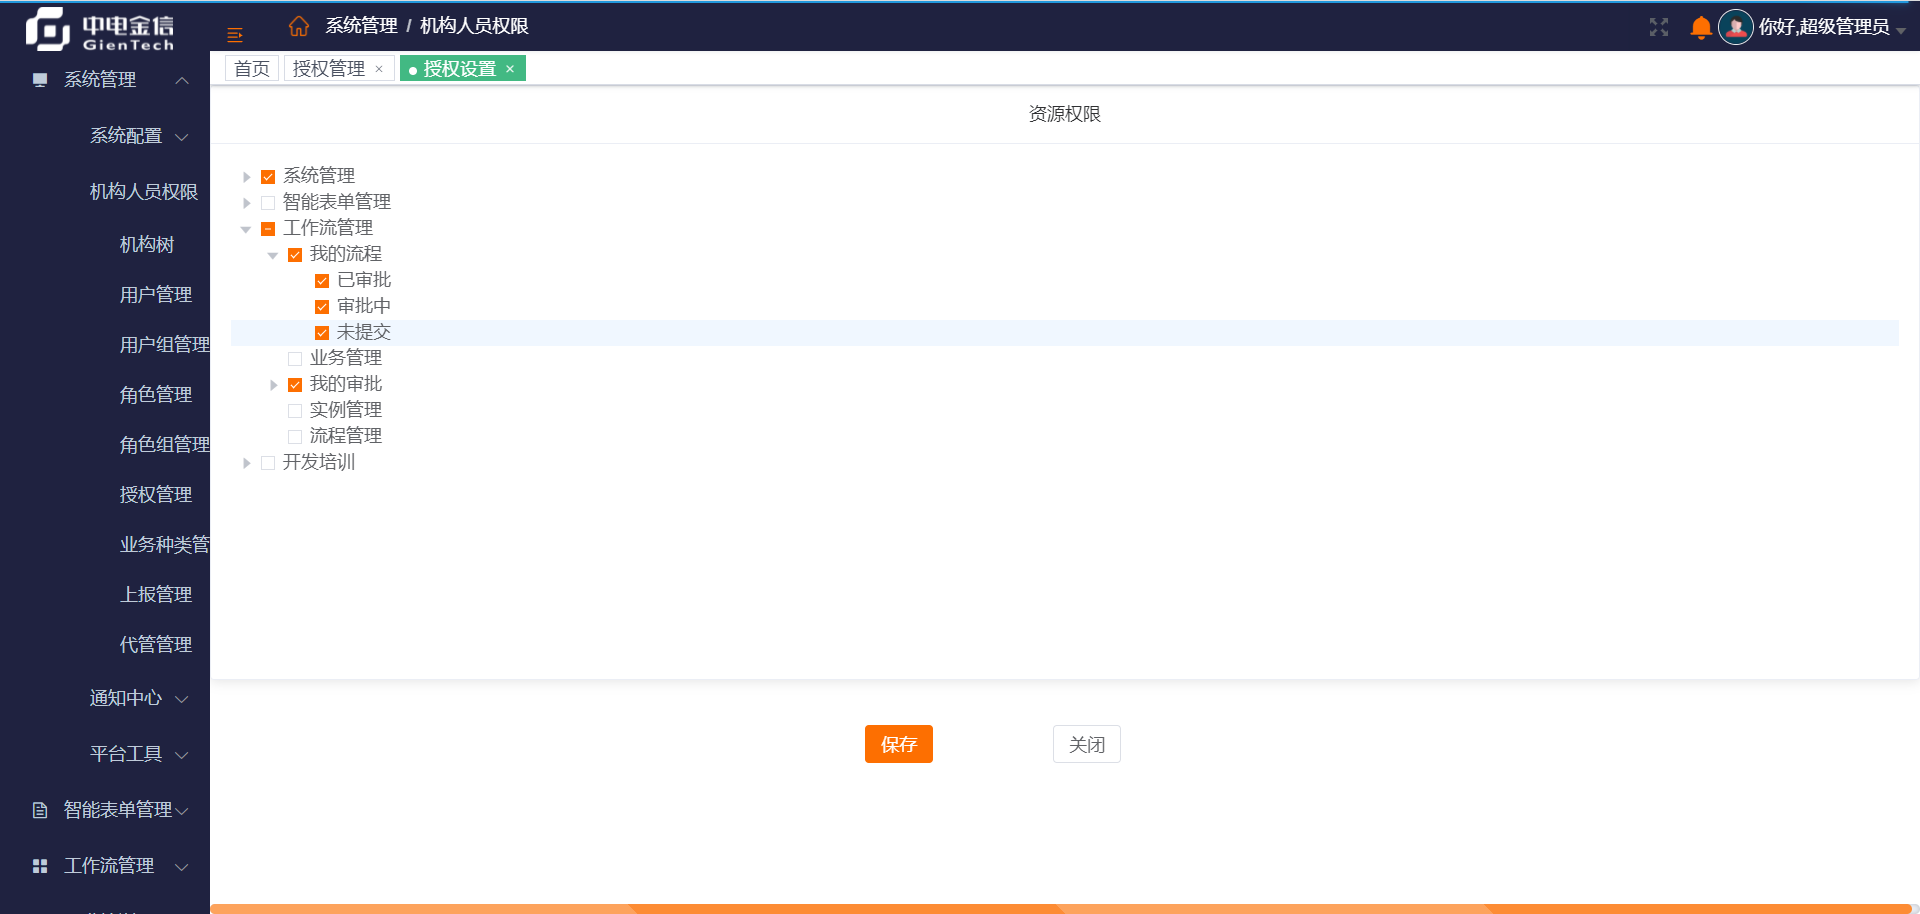 中电金信
GienTech
系统管理 / 机构人员权限
你好,超级管理员
首页
授权管理 ×
授权设置 ×
系统管理
系统配置
机构人员权限
机构树
用户管理
用户组管理
角色管理
角色组管理
授权管理
业务种类管
上报管理
代管管理
通知中心
平台工具
智能表单管理
工作流管理
资源权限
系统管理
智能表单管理
工作流管理
我的流程
已审批
审批中
未提交
业务管理
我的审批
实例管理
流程管理
开发培训
保存
关闭